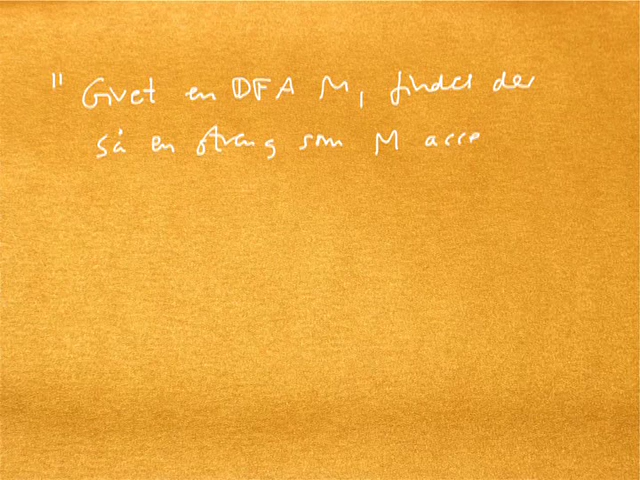 " Givet en DFA M, findes der
så en streng som M acce